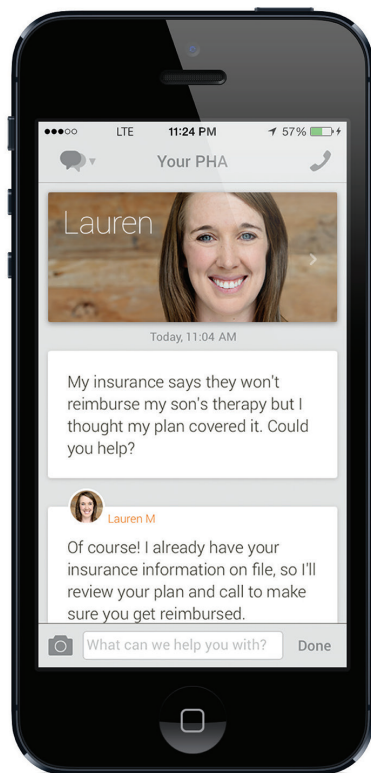 LTE 11:24 PM 57%
Your PHA
Lauren
Today, 11:04 AM
My insurance says they won't
reimburse my son's therapy but I
thought my plan covered it. Could
you help?
Lauren M
Of course! I already have your
insurance information on file, so I'll
review your plan and call to make
sure you get reimbursed.
What can we help you with? Done